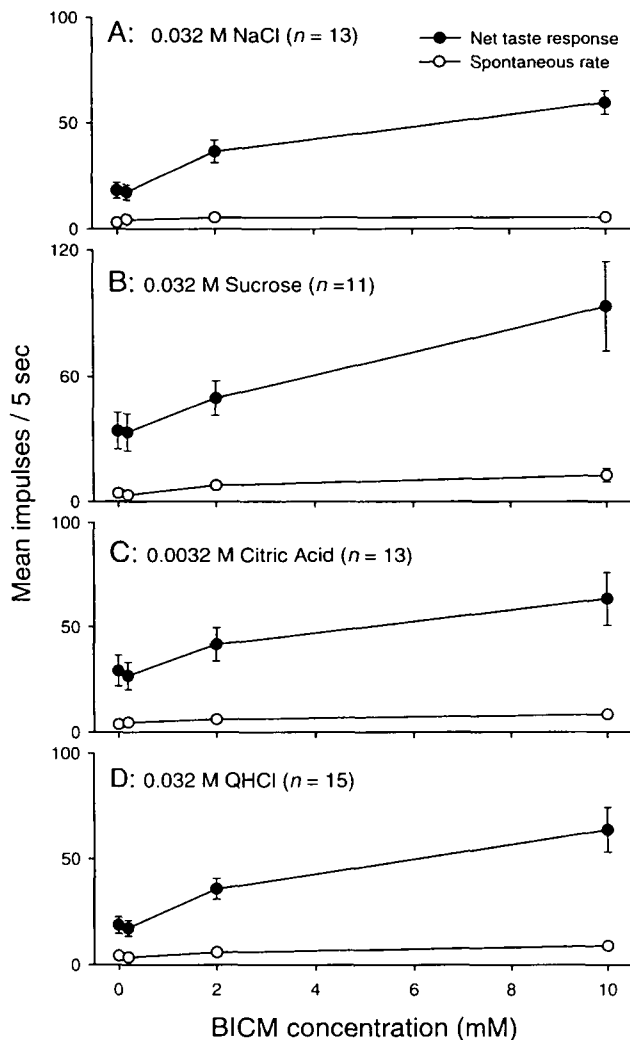 100
A: 0.032 M NaCl (n = 13)
Net taste response
Spontaneous rate
50
0
120
B: 0.032 M Sucrose (n =11)
60
0
100
C: 0.0032 M Citric Acid (n = 13)
50
0
100
D: 0.032 M QHCl (n = 15)
50
0
Mean impulses / 5 sec
0 2 4 6 8 10
BICM concentration (mM)